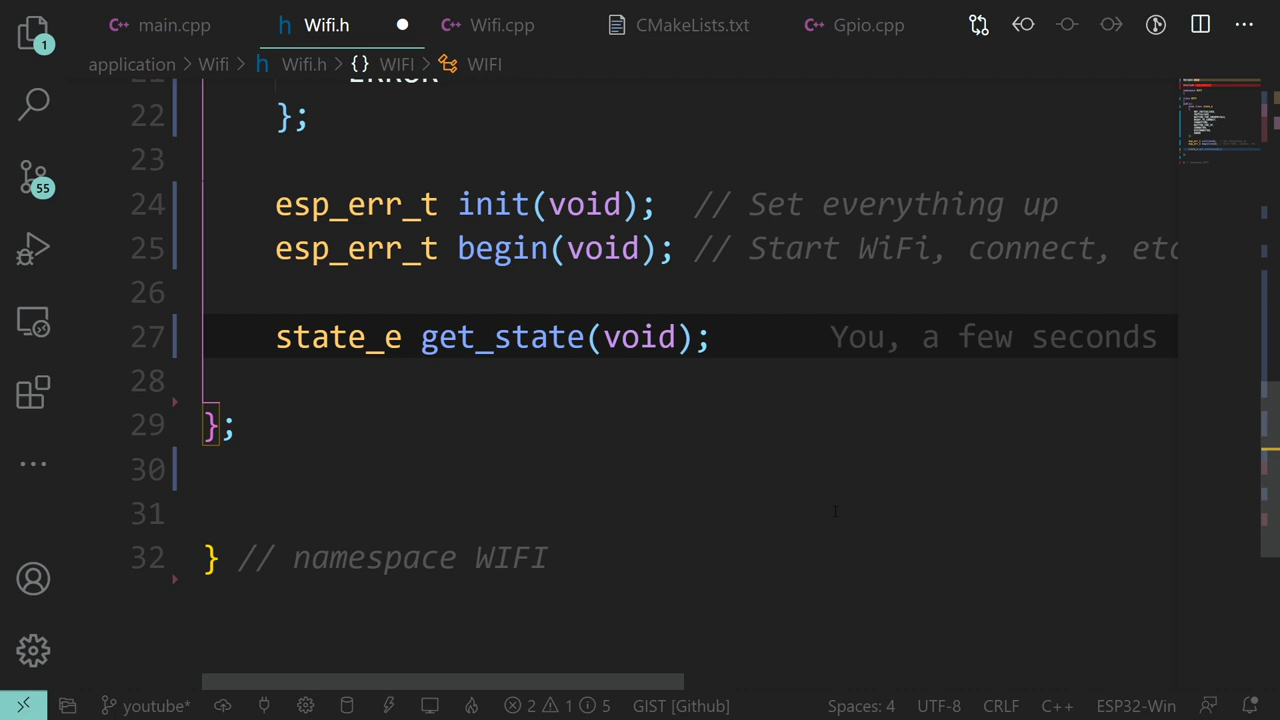 main.cpp
Wifi.h
Wifi.cpp
CMakeLists.txt
Gpio.cpp
1
application > Wifi > h Wifi.h > {} WIFI > WIFI
ERROR
22 };
23
24 esp_err_t init(void); // Set everything up
25 esp_err_t begin(void); // Start WiFi, connect, etc
26
27 state_e get_state(void); You, a few seconds
28
29 };
30
31
32 } // namespace WIFI
55
youtube* 2 1 5 GIST [Github] Spaces: 4 UTF-8 CRLF C++ ESP32-Win